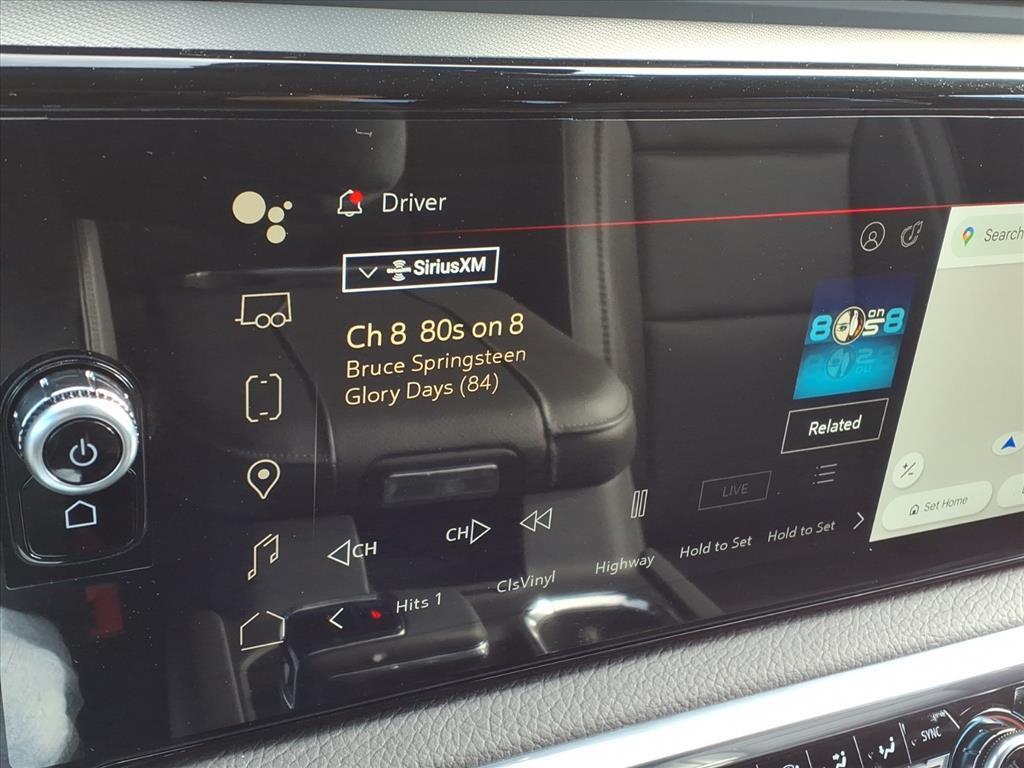 Driver
SiriusXM
Search
Ch 8 80s on 8
Bruce Springsteen
Glory Days (84)
80s on 8
Related
LIVE
Set Home
CH
CH
Hits 1
ClsVinyl
Highway
Hold to Set
Hold to Set
SYNC